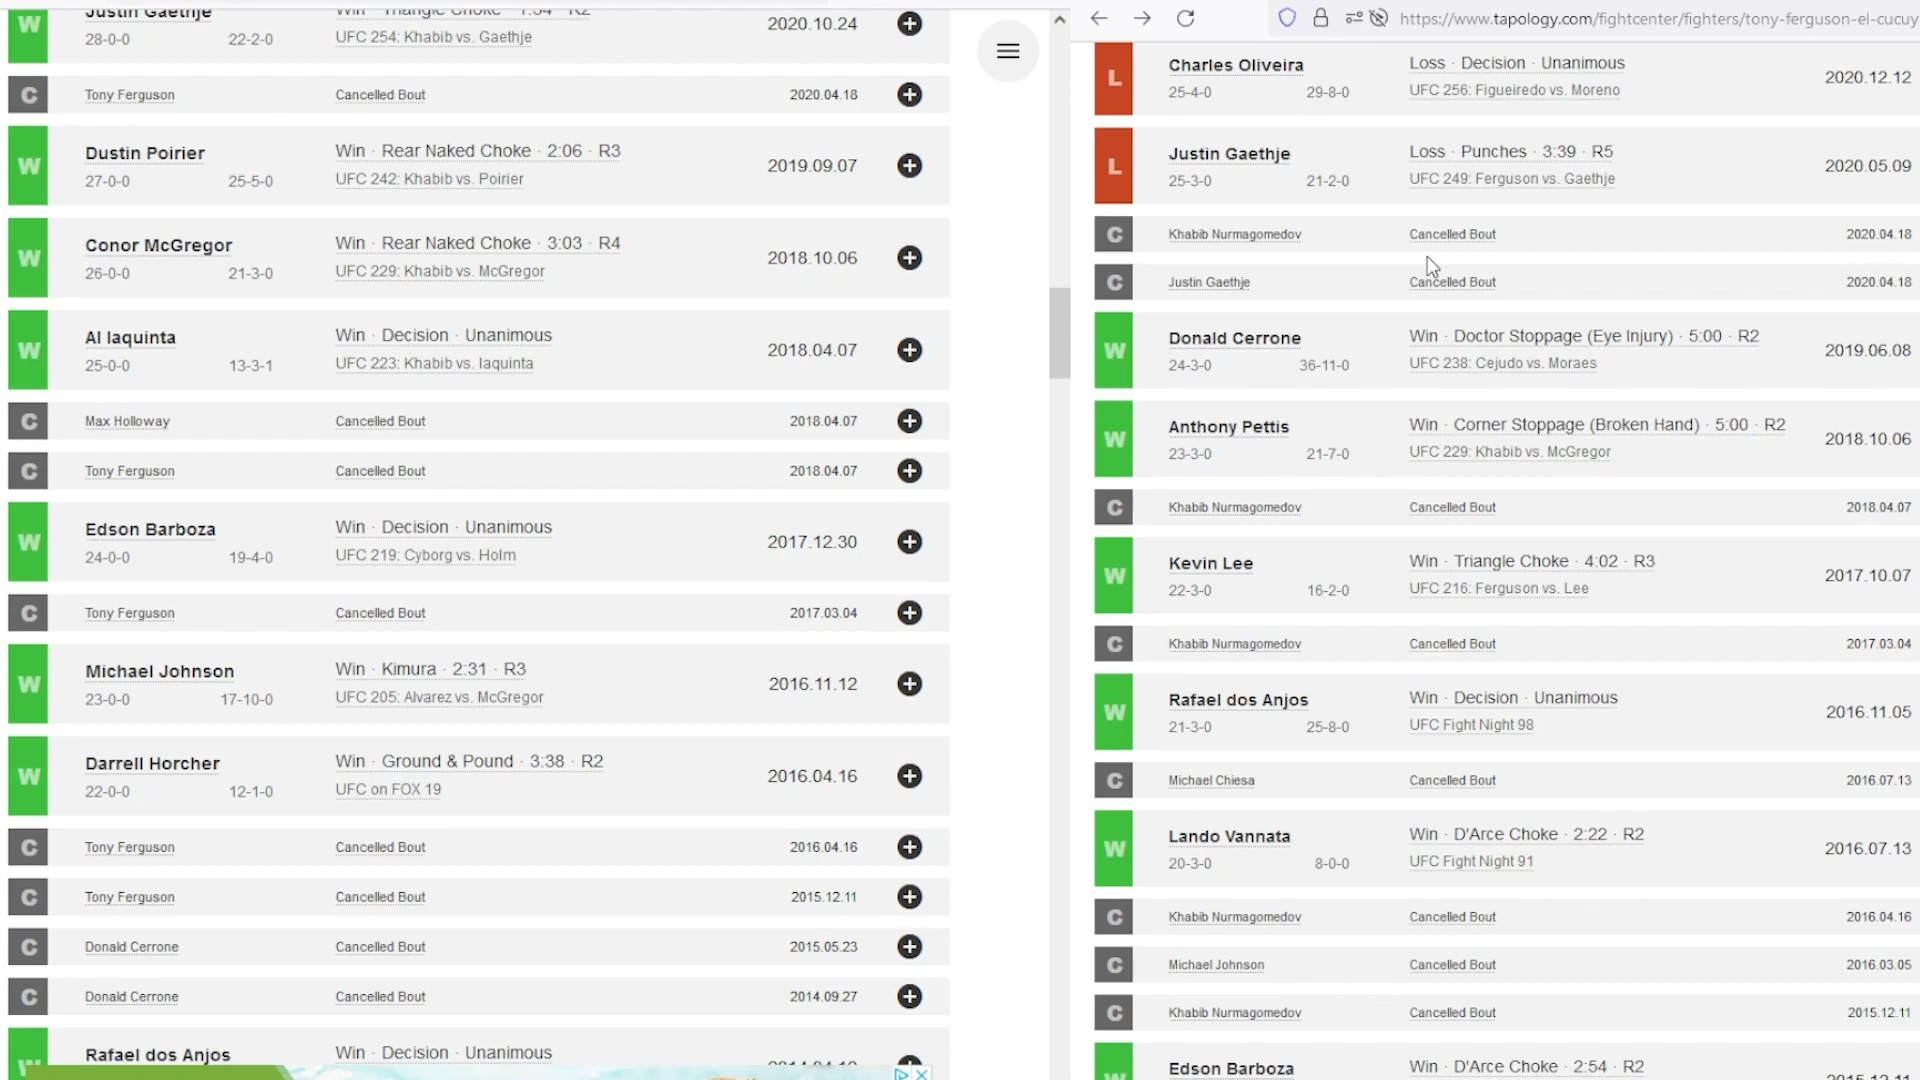 W Justin Gaethje Win · Triangle Choke · 1:34 · R2 2020.10.24
28-0-0 22-2-0 UFC 254: Khabib vs. Gaethje
C Tony Ferguson Cancelled Bout 2020.04.18
W Dustin Poirier Win · Rear Naked Choke · 2:06 · R3 2019.09.07
27-0-0 25-5-0 UFC 242: Khabib vs. Poirier
W Conor McGregor Win · Rear Naked Choke · 3:03 · R4 2018.10.06
26-0-0 21-3-0 UFC 229: Khabib vs. McGregor
W Al Iaquinta Win · Decision · Unanimous 2018.04.07
25-0-0 13-3-1 UFC 223: Khabib vs. Iaquinta
C Max Holloway Cancelled Bout 2018.04.07
C Tony Ferguson Cancelled Bout 2018.04.07
W Edson Barboza Win · Decision · Unanimous 2017.12.30
24-0-0 19-4-0 UFC 219: Cyborg vs. Holm
C Tony Ferguson Cancelled Bout 2017.03.04
W Michael Johnson Win · Kimura · 2:31 · R3 2016.11.12
23-0-0 17-10-0 UFC 205: Alvarez vs. McGregor
W Darrell Horcher Win · Ground & Pound · 3:38 · R2 2016.04.16
22-0-0 12-1-0 UFC on FOX 19
C Tony Ferguson Cancelled Bout 2016.04.16
C Tony Ferguson Cancelled Bout 2015.12.11
C Donald Cerrone Cancelled Bout 2015.05.23
C Donald Cerrone Cancelled Bout 2014.09.27
W Rafael dos Anjos Win · Decision · Unanimous
https://www.tapology.com/fightcenter/fighters/tony-ferguson-el-cucuy
L Charles Oliveira Loss · Decision · Unanimous 2020.12.12
25-4-0 29-8-0 UFC 256: Figueiredo vs. Moreno
L Justin Gaethje Loss · Punches · 3:39 · R5 2020.05.09
25-3-0 21-2-0 UFC 249: Ferguson vs. Gaethje
C Khabib Nurmagomedov Cancelled Bout 2020.04.18
C Justin Gaethje Cancelled Bout 2020.04.18
W Donald Cerrone Win · Doctor Stoppage (Eye Injury) · 5:00 · R2 2019.06.08
24-3-0 36-11-0 UFC 238: Cejudo vs. Moraes
W Anthony Pettis Win · Corner Stoppage (Broken Hand) · 5:00 · R2 2018.10.06
23-3-0 21-7-0 UFC 229: Khabib vs. McGregor
C Khabib Nurmagomedov Cancelled Bout 2018.04.07
W Kevin Lee Win · Triangle Choke · 4:02 · R3 2017.10.07
22-3-0 16-2-0 UFC 216: Ferguson vs. Lee
C Khabib Nurmagomedov Cancelled Bout 2017.03.04
W Rafael dos Anjos Win · Decision · Unanimous 2016.11.05
21-3-0 25-8-0 UFC Fight Night 98
C Michael Chiesa Cancelled Bout 2016.07.13
W Lando Vannata Win · D'Arce Choke · 2:22 · R2 2016.07.13
20-3-0 8-0-0 UFC Fight Night 91
C Khabib Nurmagomedov Cancelled Bout 2016.04.16
C Michael Johnson Cancelled Bout 2016.03.05
C Khabib Nurmagomedov Cancelled Bout 2015.12.11
Edson Barboza Win · D'Arce Choke · 2:54 · R2 2015.12.11